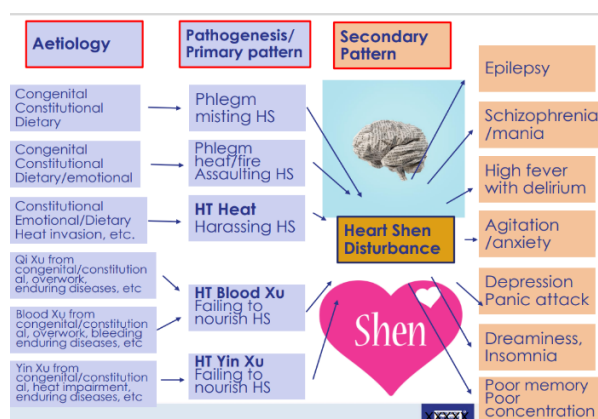 Aetiology
Pathogenesis/
Primary pattern
Secondary
Pattern
Congenital
Constitutional
Dietary
Phlegm
misting HS
Congenital
Constitutional
Dietary/emotional
Phlegm
heat/fire
Assaulting HS
Constitutional
Emotional/Dietary
Heat invasion, etc.
HT Heat
Harassing HS
Qi Xu from
congenital/constitution
al, overwork,
enduring diseases, etc
Blood Xu from
congenital/constitution
al, overwork, bleeding
enduring diseases, etc
HT Blood Xu
Failing to
nourish HS
Yin Xu from
congenital/constitution
al, heat impairment,
enduring diseases, etc
HT Yin Xu
Failing to
nourish HS
Heart Shen
Disturbance
Shen
Epilepsy
Schizophrenia
/mania
High fever
with delirium
Agitation
/anxiety
Depression
Panic attack
Dreaminess,
Insomnia
Poor memory
Poor
concentration